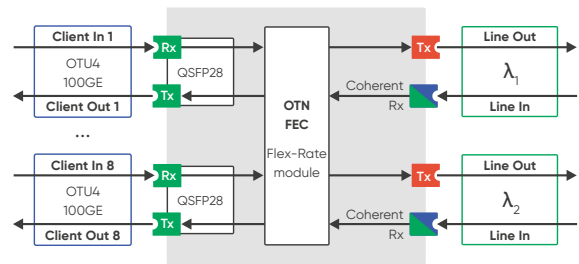 Client In 1
OTU4
100GE
Client Out 1
Rx
Tx
QSFP28
OTN
FEC
Flex-Rate
module
Tx
Coherent
Rx
Line Out
λ1
Line In
...
Client In 8
OTU4
100GE
Client Out 8
Rx
Tx
QSFP28
Tx
Coherent
Rx
Line Out
λ2
Line In